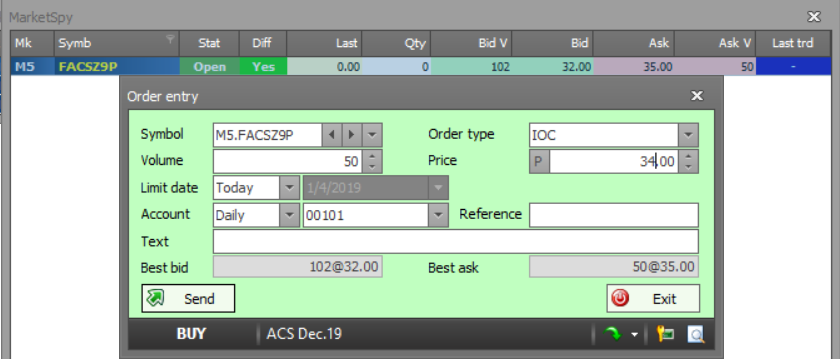 MarketSpy
Mk Symb Stat Diff Last Qty Bid V Bid Ask Ask V Last trd
M5 FACSZ9P Open Yes 0.00 0 102 32.00 35.00 50 -
Order entry
Symbol M5.FACSZ9P Order type IOC
Volume 50 Price P 34.00
Limit date Today 1/4/2019
Account Daily 00101 Reference
Text
Best bid 102@32.00 Best ask 50@35.00
Send Exit
BUY ACS Dec.19